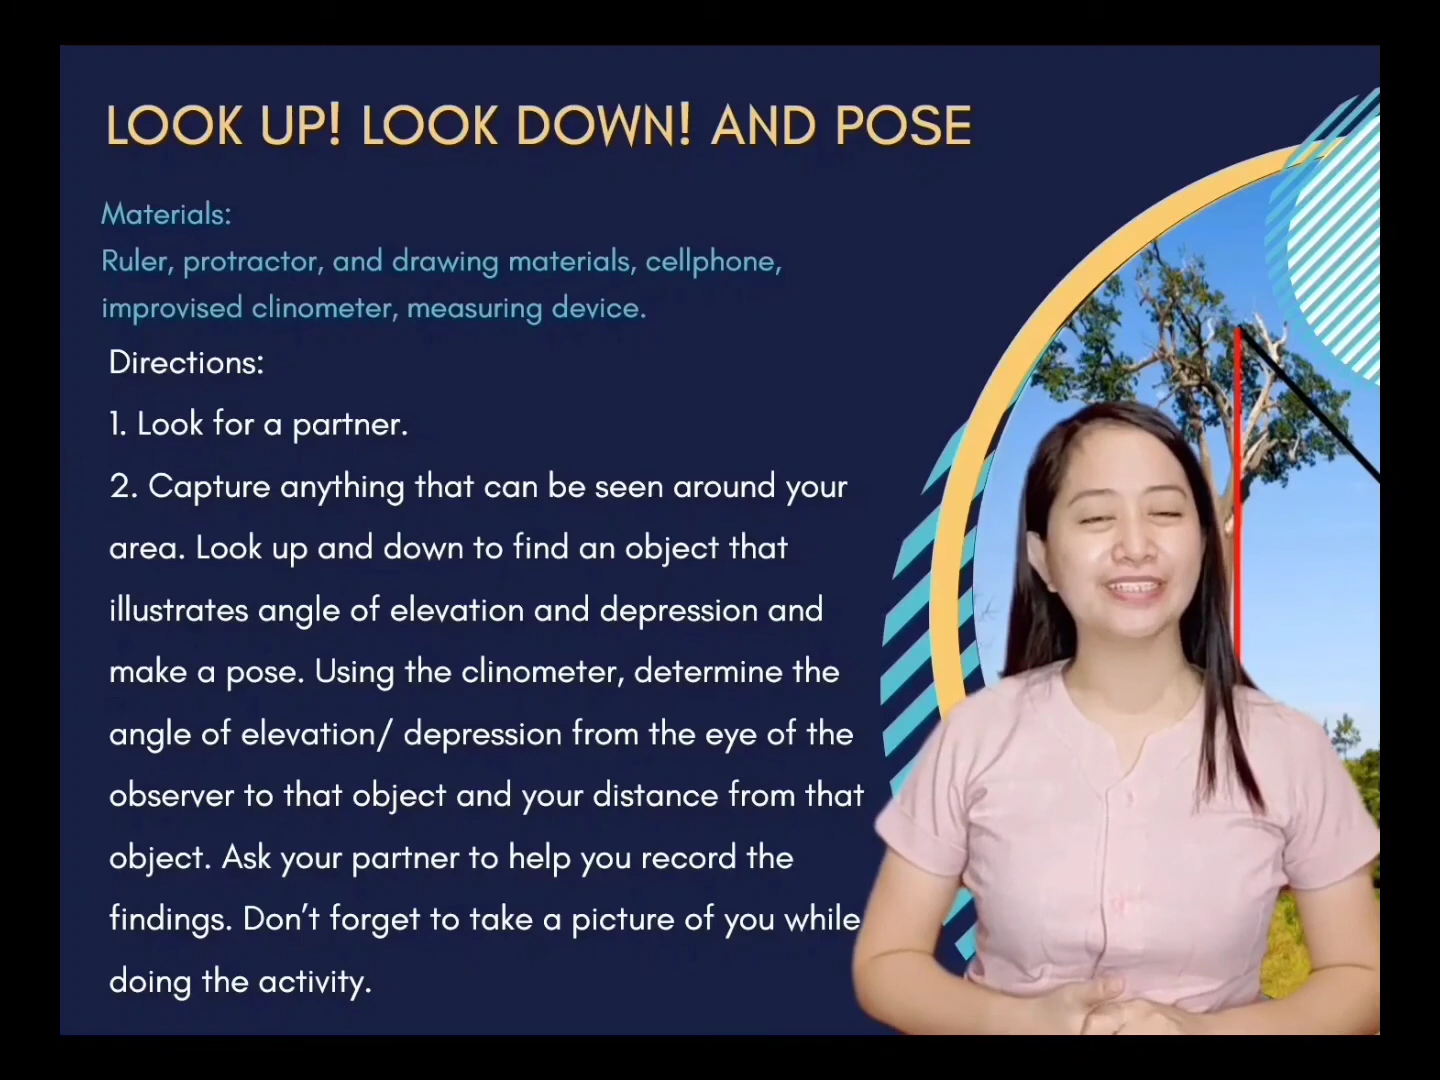 LOOK UP! LOOK DOWN! AND POSE
Materials:
Ruler, protractor, and drawing materials, cellphone,
improvised clinometer, measuring device.
Directions:
1. Look for a partner.
2. Capture anything that can be seen around your
area. Look up and down to find an object that
illustrates angle of elevation and depression and
make a pose. Using the clinometer, determine the
angle of elevation/ depression from the eye of the
observer to that object and your distance from that
object. Ask your partner to help you record the
findings. Don't forget to take a picture of you while
doing the activity.